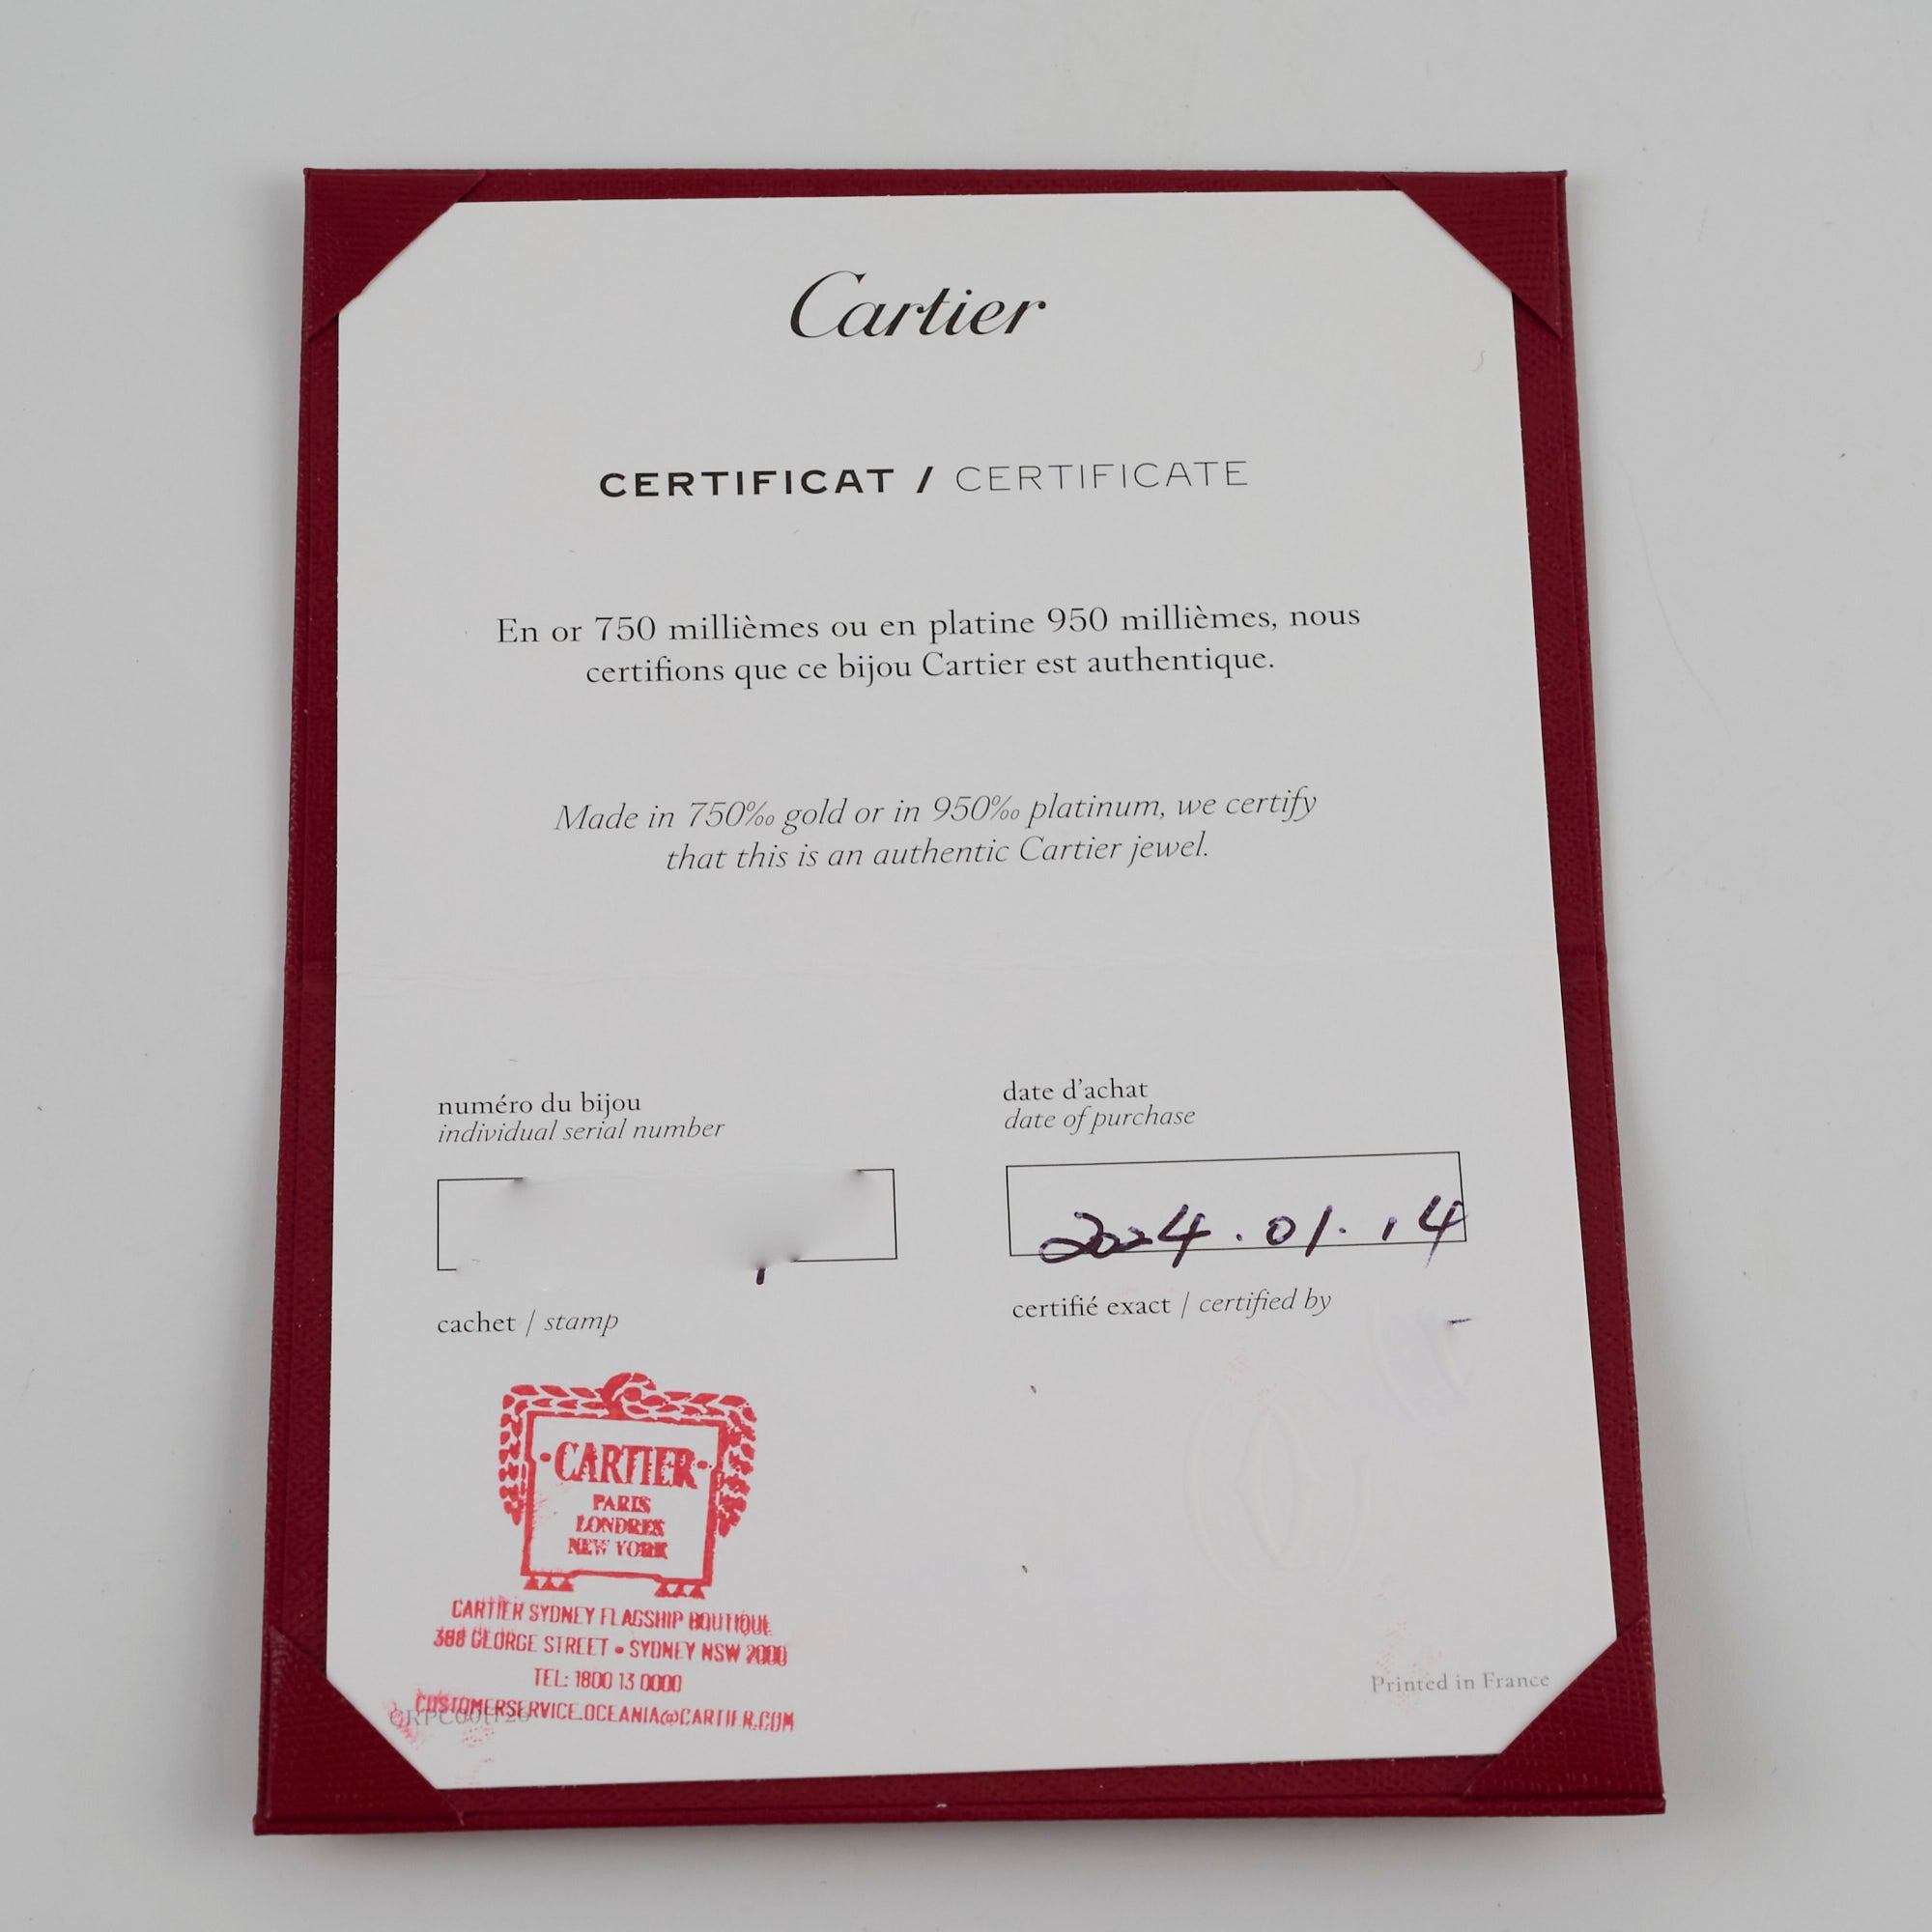 Cartier
CERTIFICAT / CERTIFICATE
En or 750 millièmes ou en platine 950 millièmes, nous
certifions que ce bijou Cartier est authentique.
Made in 750‰ gold or in 950‰ platinum, we certify
that this is an authentic Cartier jewel.
numéro du bijou
individual serial number
date d'achat
date of purchase
2024.01.14
cachet / stamp
certifié exact / certified by
·CARTIER·
PARIS
LONDRES
NEW YORK
CARTIER SYDNEY FLAGSHIP BOUTIQUE
388 GEORGE STREET • SYDNEY NSW 2000
TEL: 1800 13 0000
CUSTOMERSERVICE.OCEANIA@CARTIER.COM
Printed in France